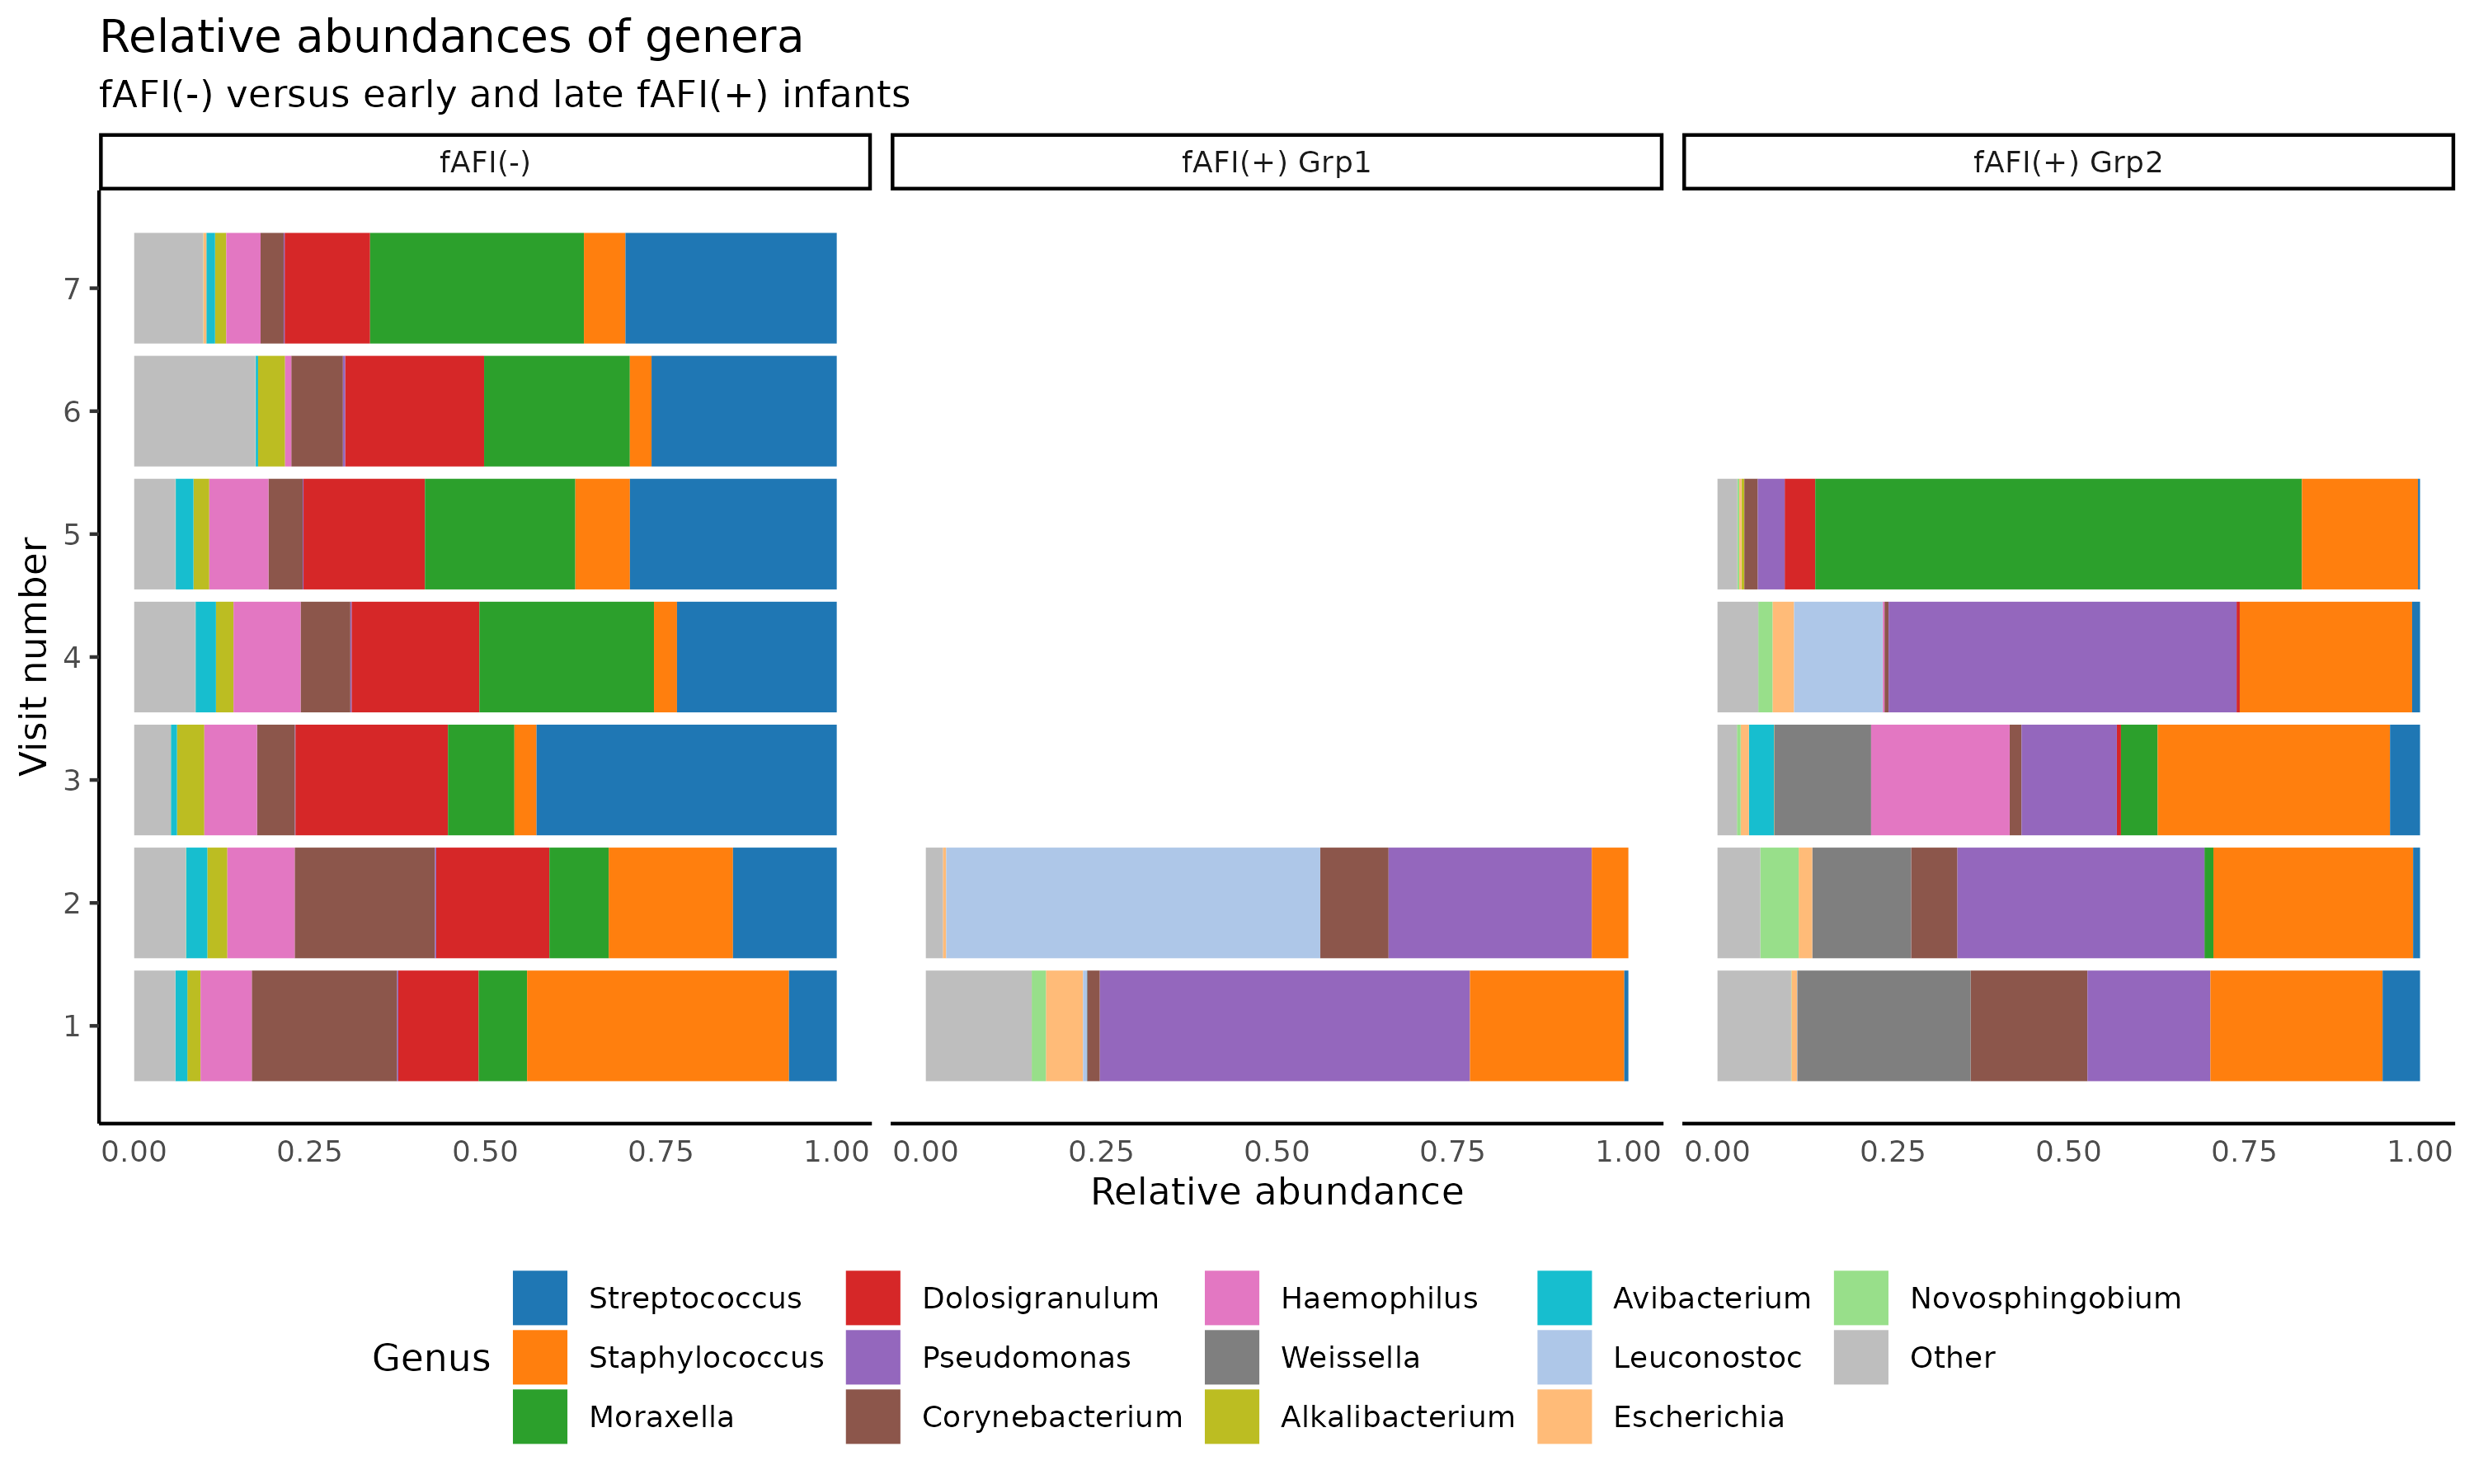 Relative abundances of genera
fAFI(-) versus early and late fAFI(+) infants
fAFI(-)
fAFI(+) Grp1
fAFI(+) Grp2
Visit number
7
6
5
4
3
2
1
0.00 0.25 0.50 0.75 1.00
0.00 0.25 0.50 0.75 1.00
0.00 0.25 0.50 0.75 1.00
Relative abundance
Genus
Streptococcus
Staphylococcus
Moraxella
Dolosigranulum
Pseudomonas
Corynebacterium
Haemophilus
Weissella
Alkalibacterium
Avibacterium
Leuconostoc
Escherichia
Novosphingobium
Other